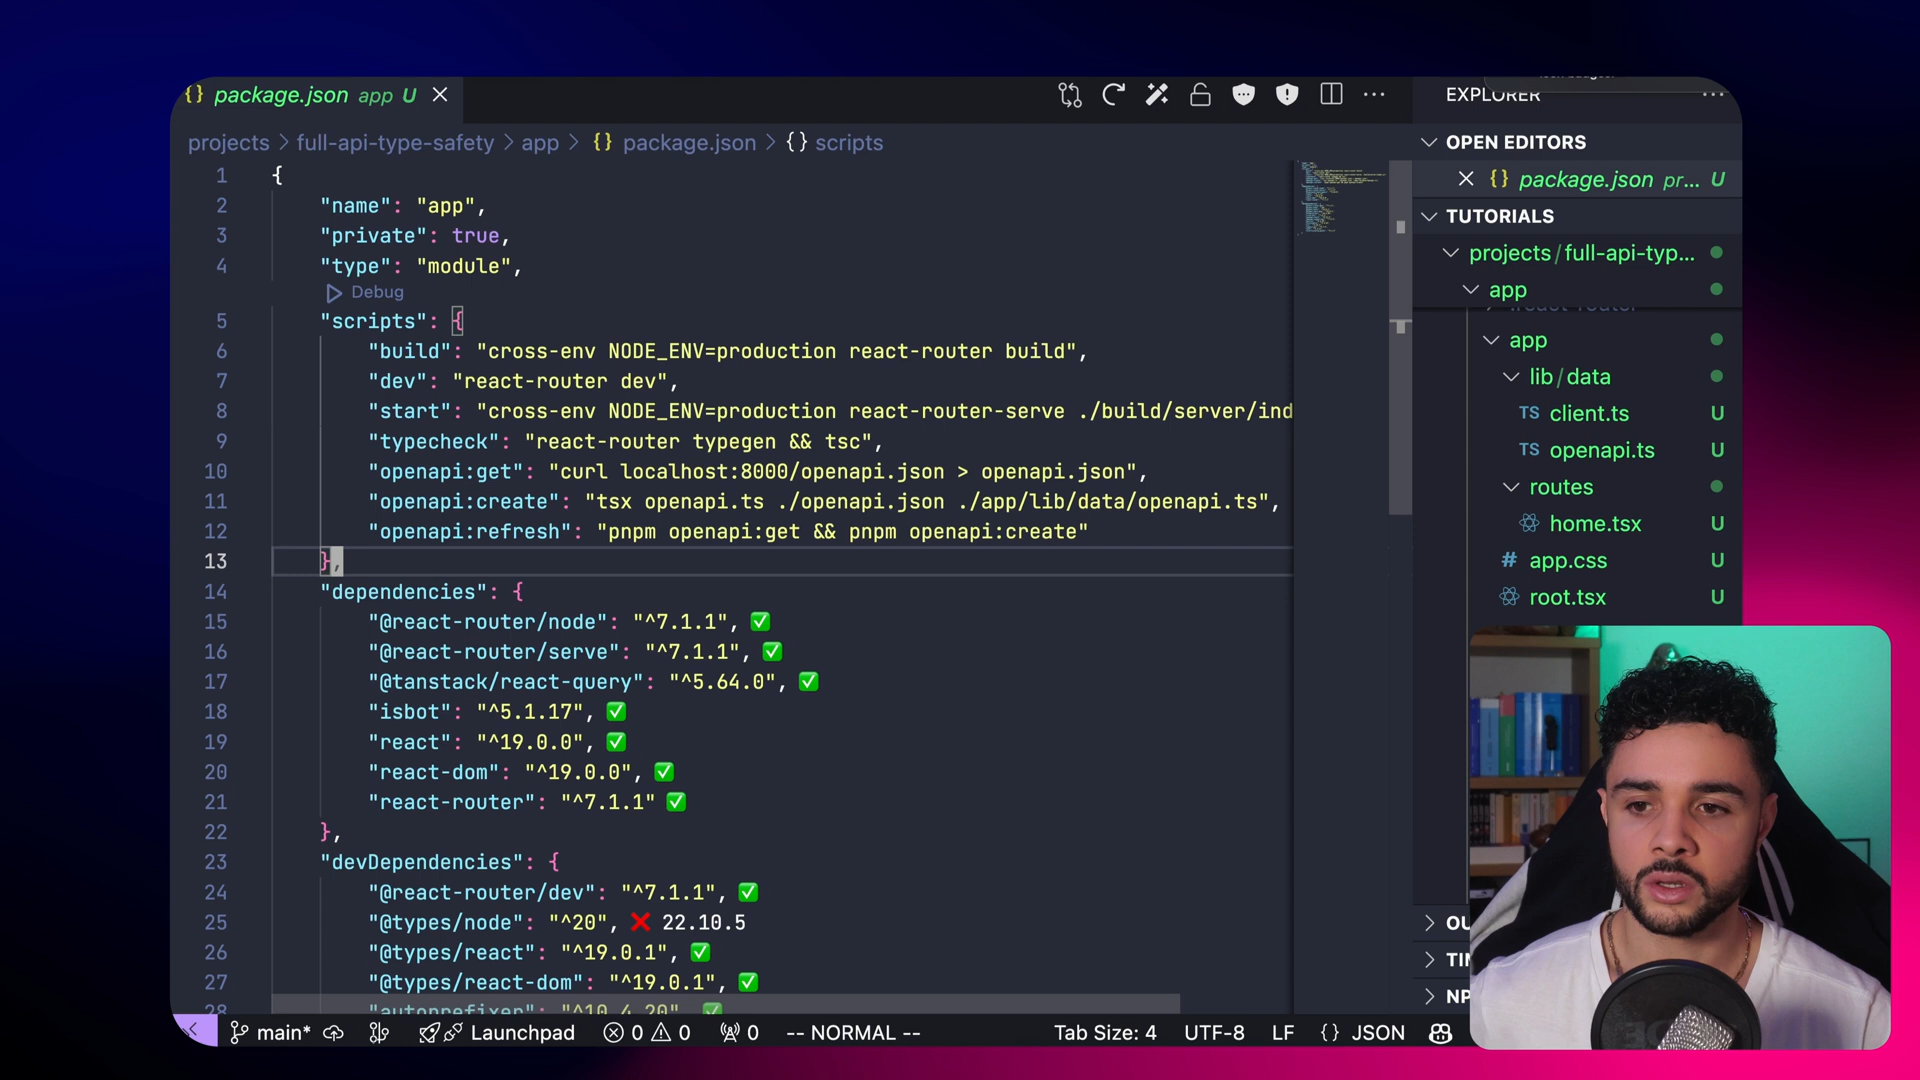 {} package.json app U
projects > full-api-type-safety > app > {} package.json > {} scripts
1 {
2 "name": "app",
3 "private": true,
4 "type": "module",
Debug
5 "scripts": {
6 "build": "cross-env NODE_ENV=production react-router build",
7 "dev": "react-router dev",
8 "start": "cross-env NODE_ENV=production react-router-serve ./build/server/ind
9 "typecheck": "react-router typegen && tsc",
10 "openapi:get": "curl localhost:8000/openapi.json > openapi.json",
11 "openapi:create": "tsx openapi.ts ./openapi.json ./app/lib/data/openapi.ts",
12 "openapi:refresh": "pnpm openapi:get && pnpm openapi:create"
13 },
14 "dependencies": {
15 "@react-router/node": "^7.1.1", ✅
16 "@react-router/serve": "^7.1.1", ✅
17 "@tanstack/react-query": "^5.64.0", ✅
18 "isbot": "^5.1.17", ✅
19 "react": "^19.0.0", ✅
20 "react-dom": "^19.0.0", ✅
21 "react-router": "^7.1.1" ✅
22 },
23 "devDependencies": {
24 "@react-router/dev": "^7.1.1", ✅
25 "@types/node": "^20", ❌ 22.10.5
26 "@types/react": "^19.0.1", ✅
27 "@types/react-dom": "^19.0.1", ✅
28 "autoprefixer": "^10.4.20", ✅
EXPLORER
OPEN EDITORS
{} package.json pr... U
TUTORIALS
projects/full-api-typ...
app
app
lib/data
TS client.ts U
TS openapi.ts U
routes
home.tsx U
# app.css U
root.tsx U
OU
TI
NP
main* Launchpad 0 0 0 -- NORMAL -- Tab Size: 4 UTF-8 LF {} JSON